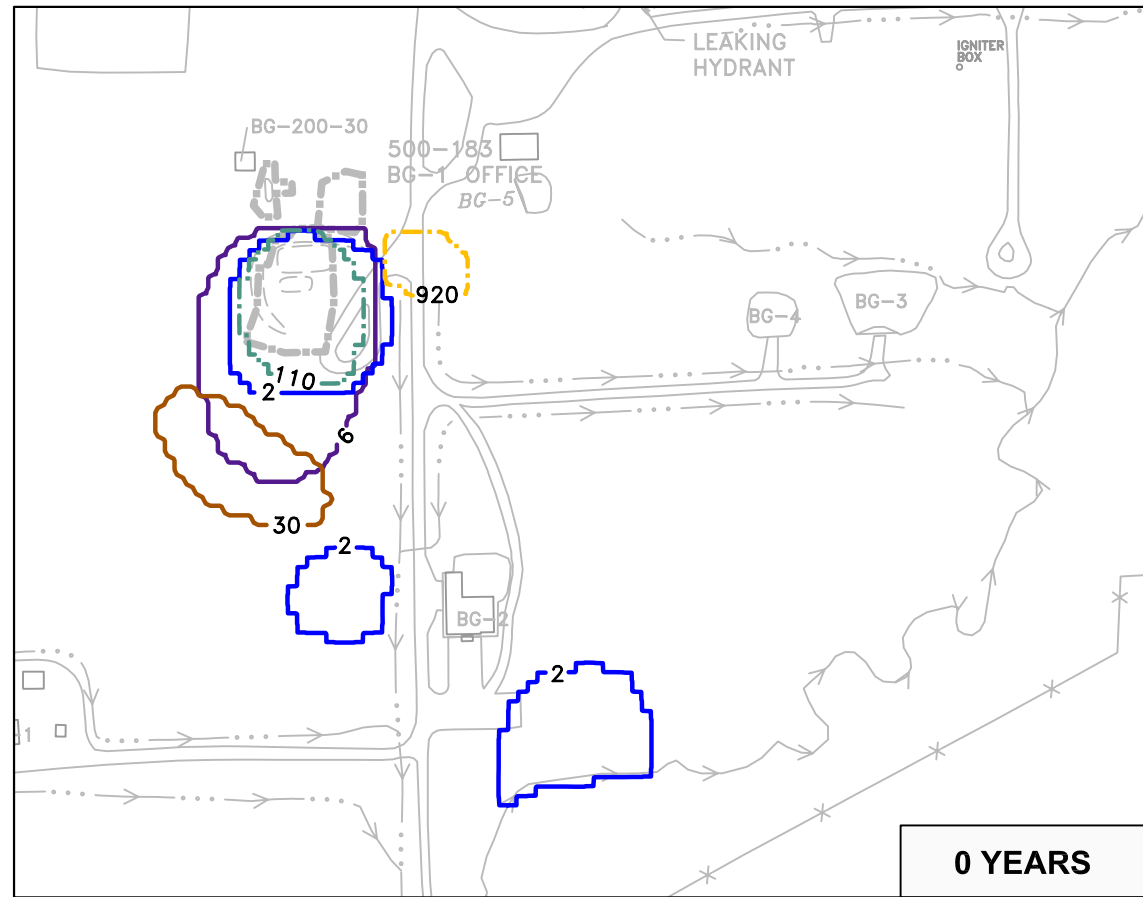 LEAKING
HYDRANT
IGNITER
BOX
BG-200-30
500-183
BG-1 OFFICE
BG-5
920
BG-4
BG-3
110
2
6
30
2
BG-2
2
1
0 YEARS